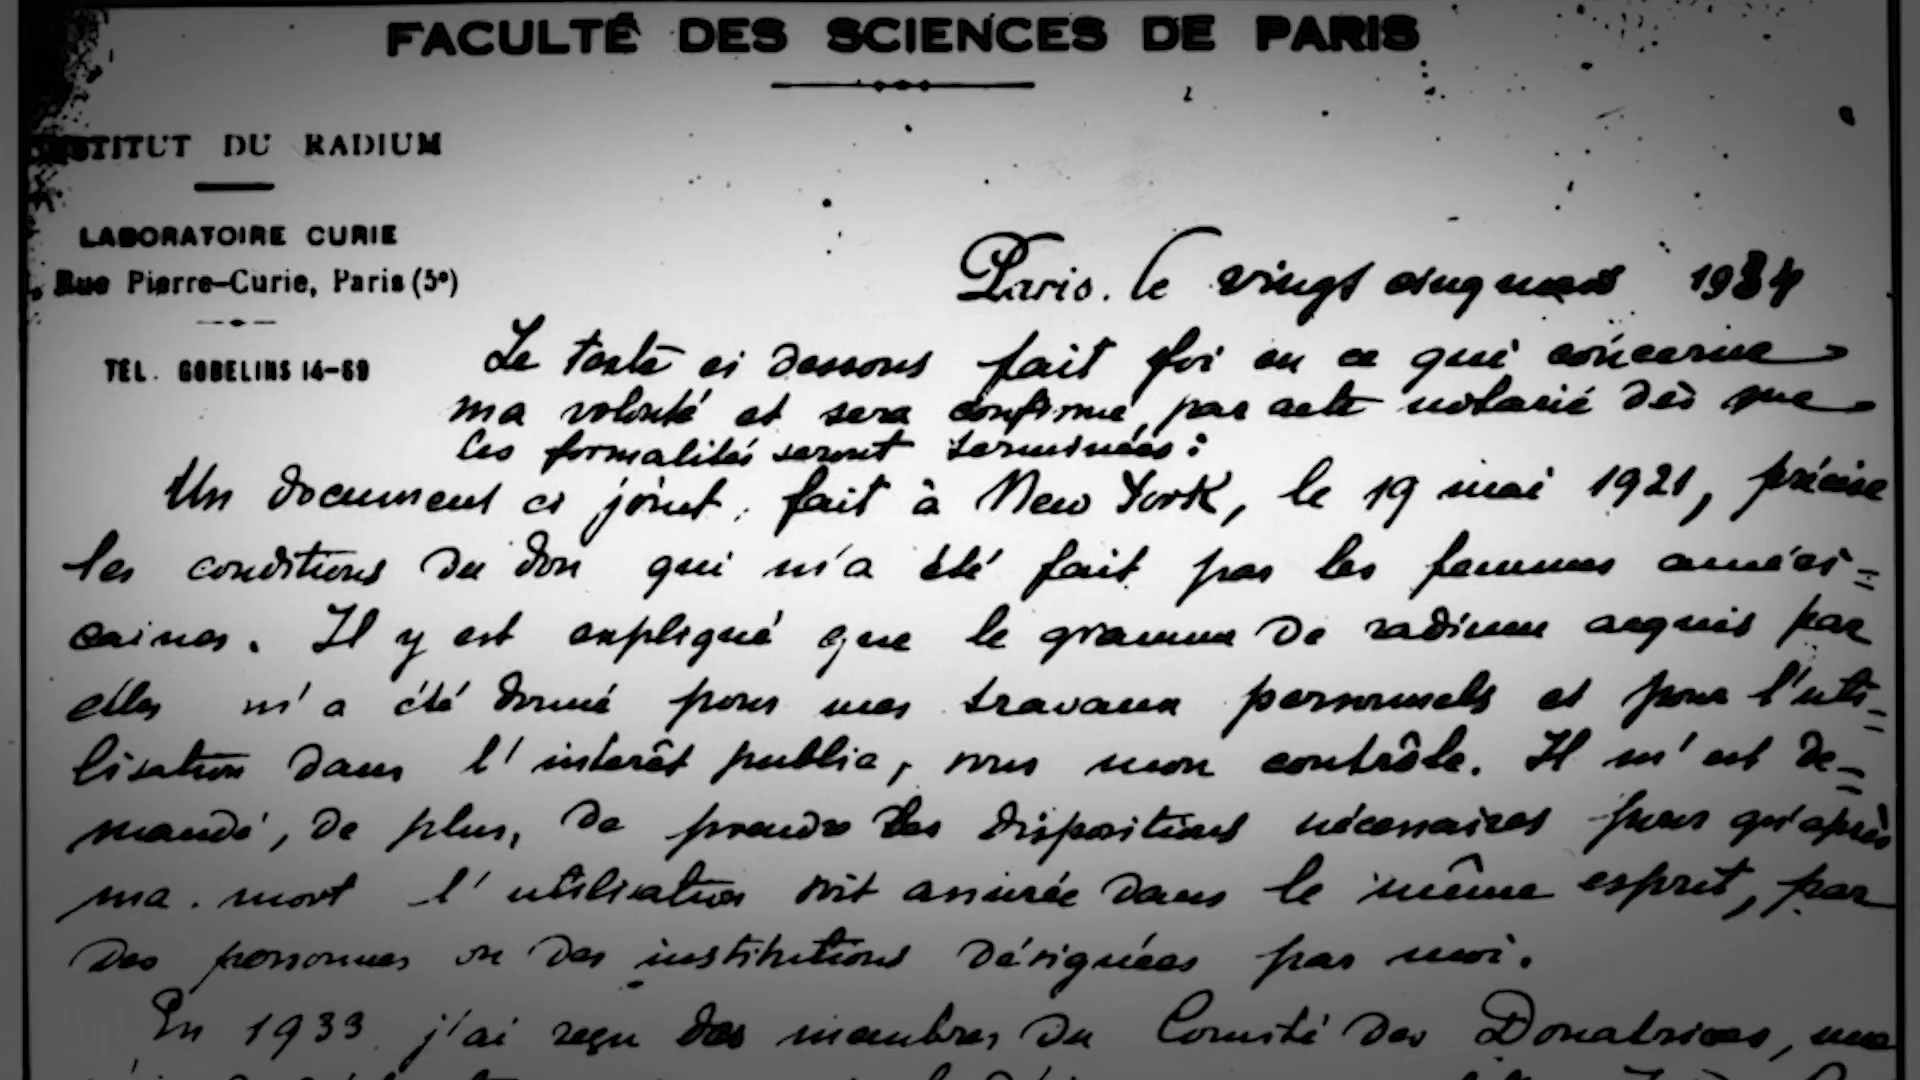 FACULTÉ DES SCIENCES DE PARIS
INSTITUT DU RADIUM
LABORATOIRE CURIE
Rue Pierre-Curie, Paris (5e)
TEL. GOBELINS 14-69
Paris. le vingt cinq mars 1934
Le texte ci dessous fait foi en ce qui concerne
ma volonté et sera confirmé par acte notarié dès que
les formalités seront terminées :
Un document ci joint, fait à New York, le 19 mai 1921, précise
les conditions du don qui m'a été fait par les femmes améri=
caines. Il y est expliqué que le gramme de radium acquis par
elles m'a été donné pour mes travaux personnels et pour l'uti=
lisation dans l'intérêt public, sous mon contrôle. Il m'est de=
mandé, de plus, de prendre les dispositions nécessaires pour qu'après
ma mort l'utilisation soit assurée dans le même esprit, par
des personnes ou des institutions désignées par moi.
En 1933 j'ai reçu des membres du Comité des Donatrices, une